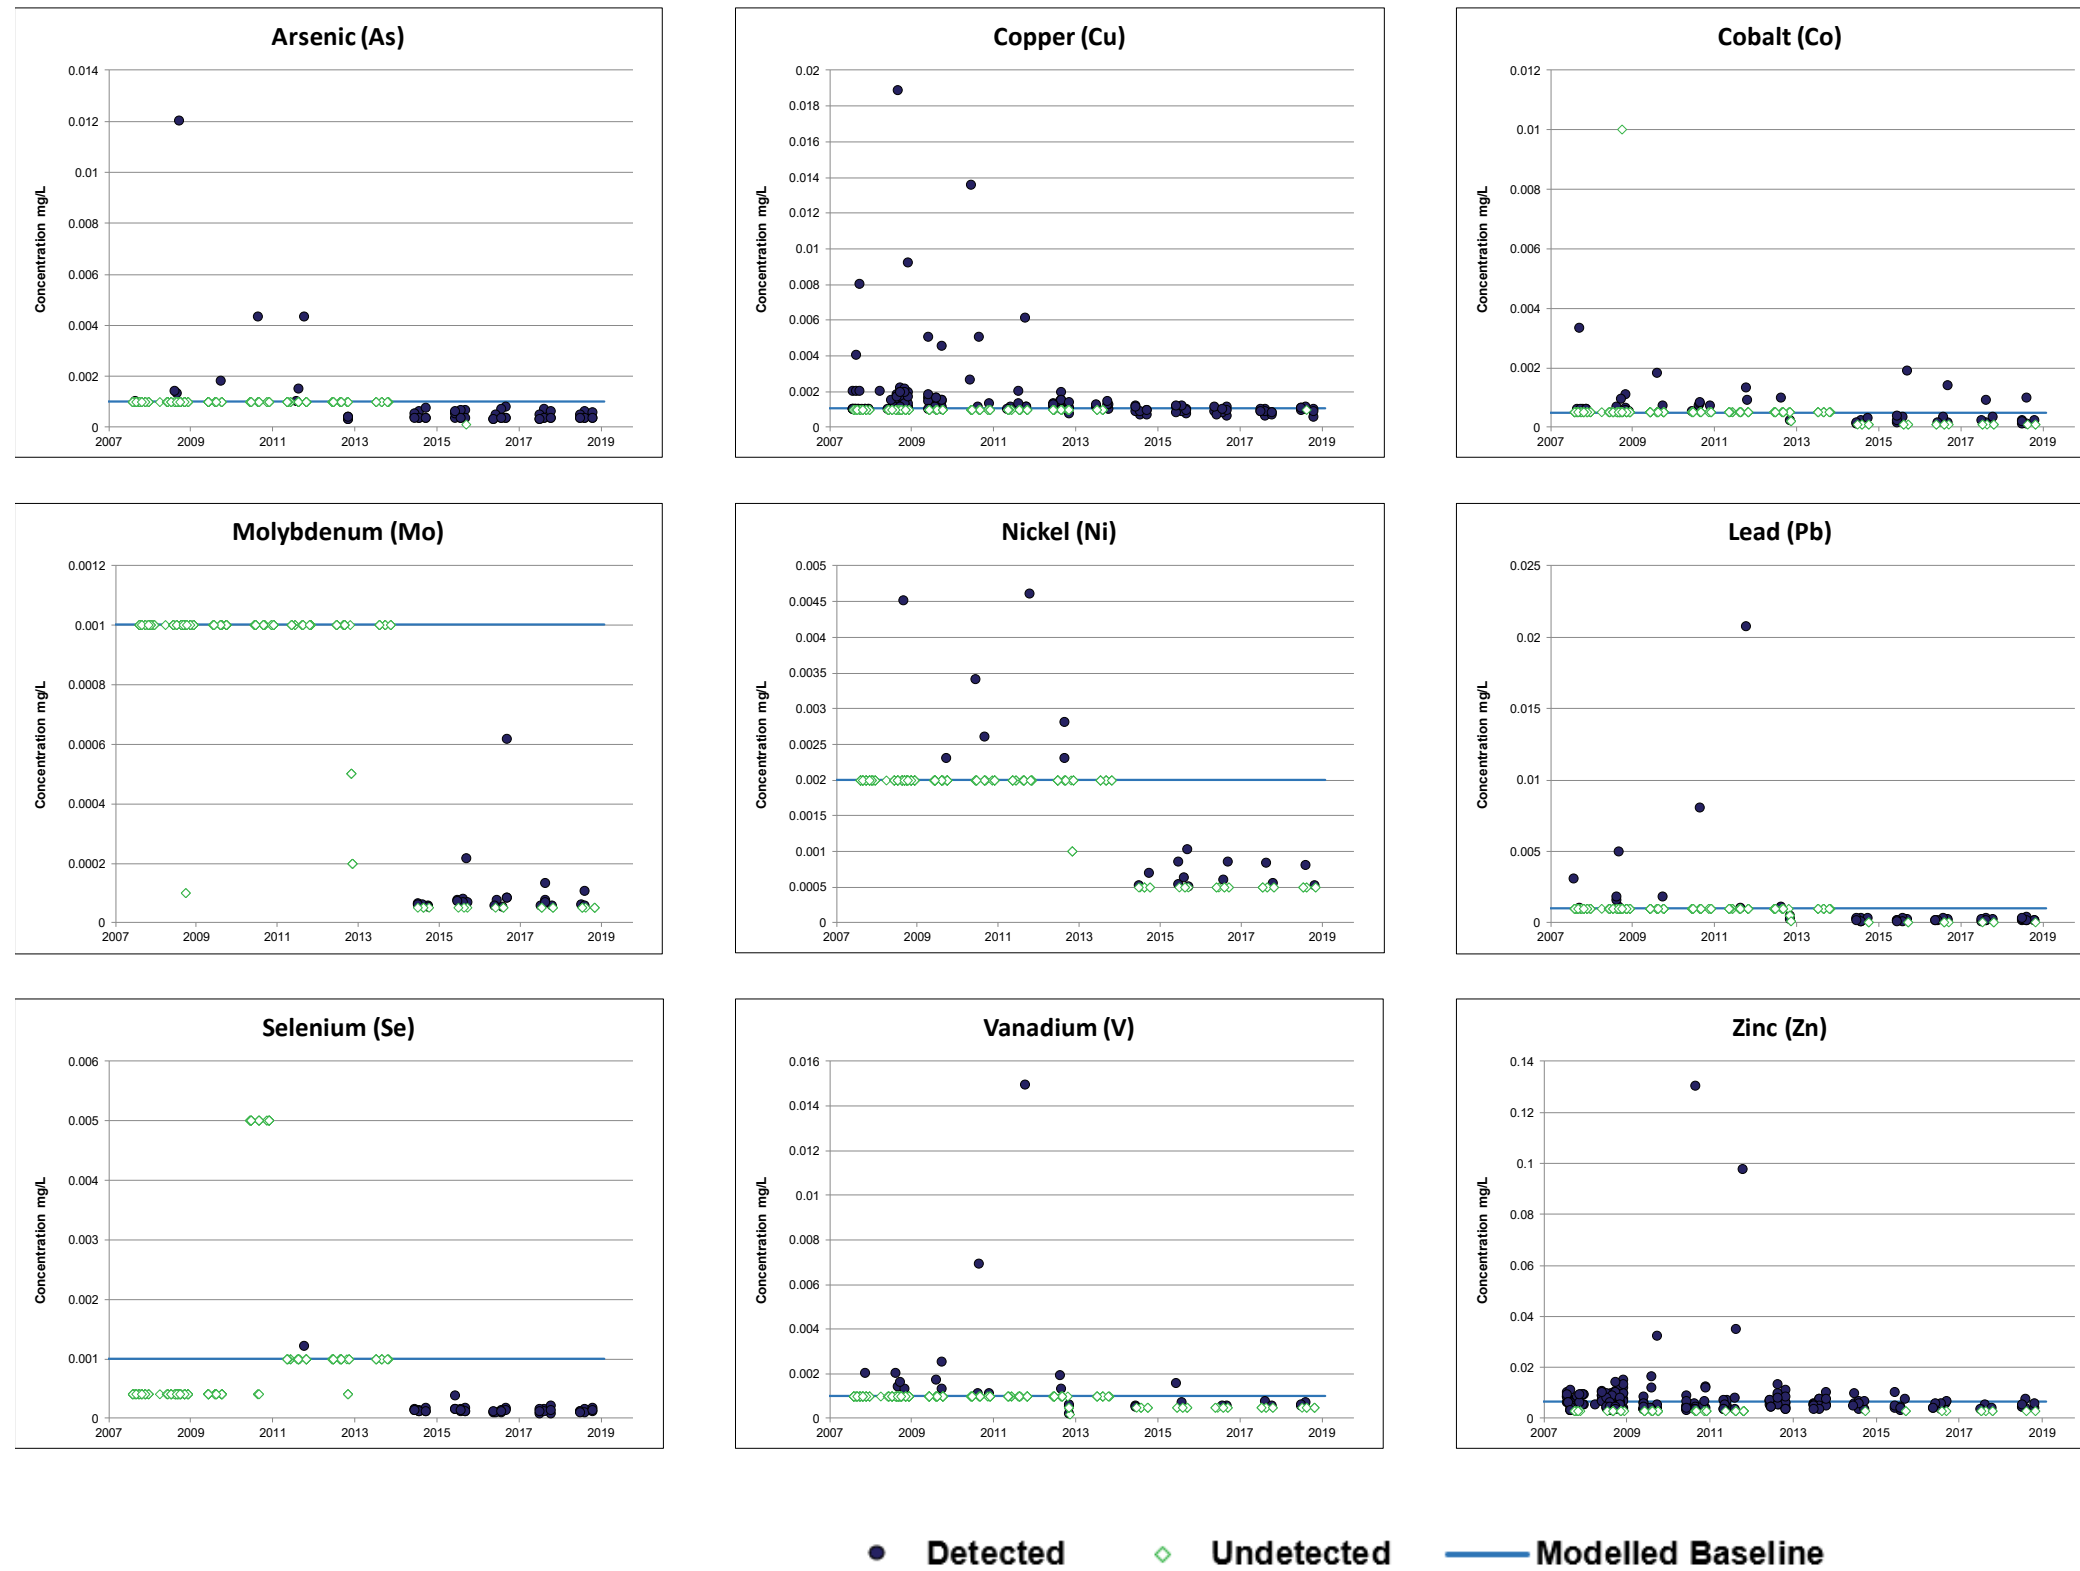 Arsenic (As)
Concentration mg/L
0.014
0.012
0.01
0.008
0.006
0.004
0.002
0
2007 2009 2011 2013 2015 2017 2019
Copper (Cu)
Concentration mg/L
0.02
0.018
0.016
0.014
0.012
0.01
0.008
0.006
0.004
0.002
0
2007 2009 2011 2013 2015 2017 2019
Cobalt (Co)
Concentration mg/L
0.012
0.01
0.008
0.006
0.004
0.002
0
2007 2009 2011 2013 2015 2017 2019
Molybdenum (Mo)
Concentration mg/L
0.0012
0.001
0.0008
0.0006
0.0004
0.0002
0
2007 2009 2011 2013 2015 2017 2019
Nickel (Ni)
Concentration mg/L
0.005
0.0045
0.004
0.0035
0.003
0.0025
0.002
0.0015
0.001
0.0005
0
2007 2009 2011 2013 2015 2017 2019
Lead (Pb)
Concentration mg/L
0.025
0.02
0.015
0.01
0.005
0
2007 2009 2011 2013 2015 2017 2019
Selenium (Se)
Concentration mg/L
0.006
0.005
0.004
0.003
0.002
0.001
0
2007 2009 2011 2013 2015 2017 2019
Vanadium (V)
Concentration mg/L
0.016
0.014
0.012
0.01
0.008
0.006
0.004
0.002
0
2007 2009 2011 2013 2015 2017 2019
Zinc (Zn)
Concentration mg/L
0.14
0.12
0.1
0.08
0.06
0.04
0.02
0
2007 2009 2011 2013 2015 2017 2019
Detected Undetected Modelled Baseline